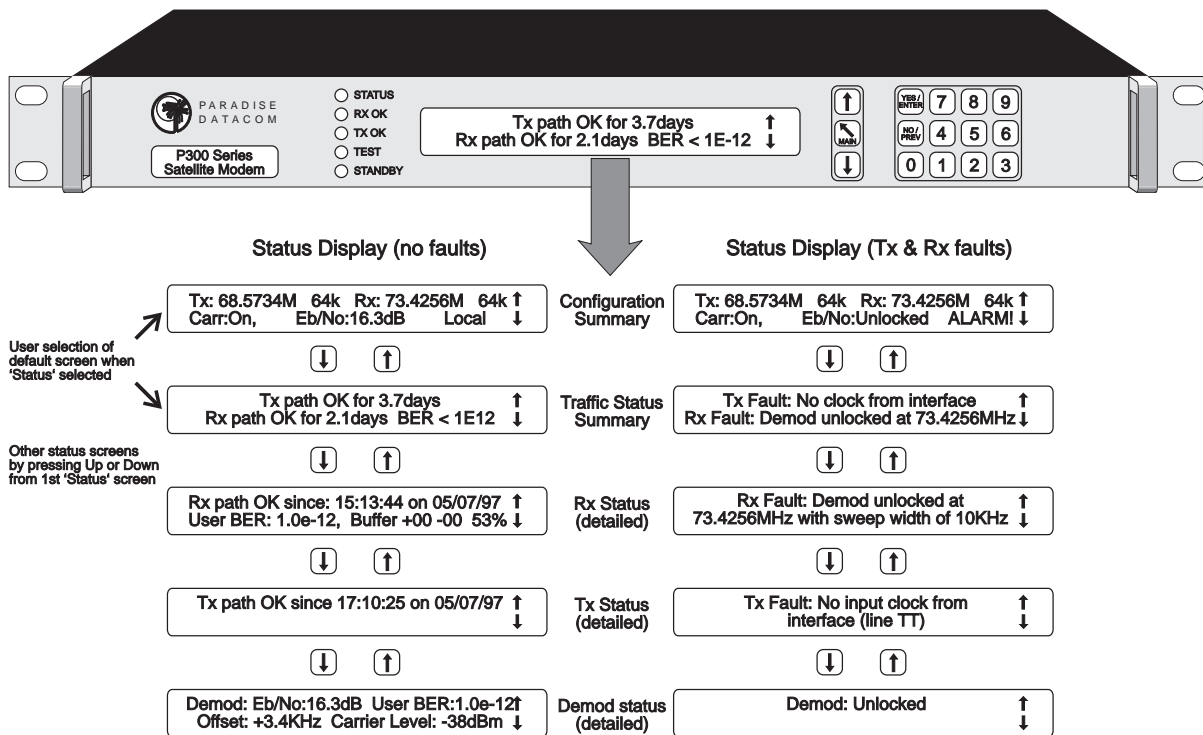 PARADISE
DATACOM
P300 Series
Satellite Modem
STATUS
RX OK
TX OK
TEST
STANDBY
Tx path OK for 3.7days ↑
Rx path OK for 2.1days BER < 1E-12 ↓
↑
MAIN
↓
YES/ENTER 7 8 9
NO/PREV 4 5 6
0 1 2 3
Status Display (no faults)
Status Display (Tx & Rx faults)
Tx: 68.5734M 64k Rx: 73.4256M 64k ↑
Carr:On, Eb/No:16.3dB Local ↓
Configuration
Summary
Tx: 68.5734M 64k Rx: 73.4256M 64k ↑
Carr:On, Eb/No:Unlocked ALARM! ↓
↓ ↑
↓ ↑
User selection of
default screen when
'Status' selected
Tx path OK for 3.7days ↑
Rx path OK for 2.1days BER < 1E12 ↓
Traffic Status
Summary
Tx Fault: No clock from interface ↑
Rx Fault: Demod unlocked at 73.4256MHz ↓
Other status screens
by pressing Up or Down
from 1st 'Status' screen
↓ ↑
↓ ↑
Rx path OK since: 15:13:44 on 05/07/97 ↑
User BER: 1.0e-12, Buffer +00 -00 53% ↓
Rx Status
(detailed)
Rx Fault: Demod unlocked at ↑
73.4256MHz with sweep width of 10KHz ↓
↓ ↑
↓ ↑
Tx path OK since 17:10:25 on 05/07/97 ↑
↓
Tx Status
(detailed)
Tx Fault: No input clock from ↑
interface (line TT) ↓
↓ ↑
↓ ↑
Demod: Eb/No:16.3dB User BER:1.0e-12 ↑
Offset: +3.4KHz Carrier Level: -38dBm ↓
Demod status
(detailed)
Demod: Unlocked ↑
↓